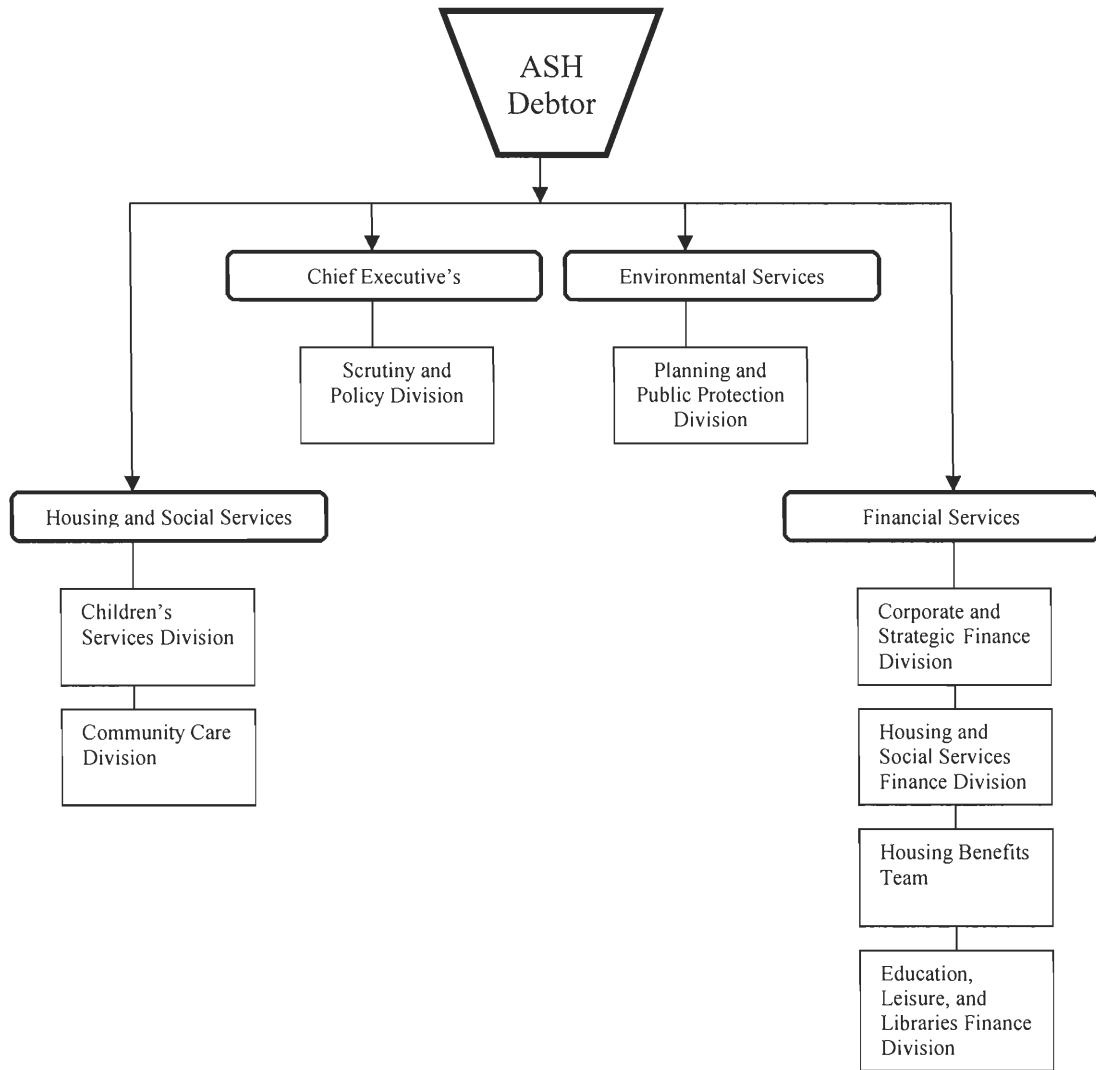 ASH
Debtor
Chief Executive's
Environmental Services
Scrutiny and
Policy Division
Planning and
Public Protection
Division
Housing and Social Services
Financial Services
Children's
Services Division
Community Care
Division
Corporate and
Strategic Finance
Division
Housing and
Social Services
Finance Division
Housing Benefits
Team
Education,
Leisure, and
Libraries Finance
Division